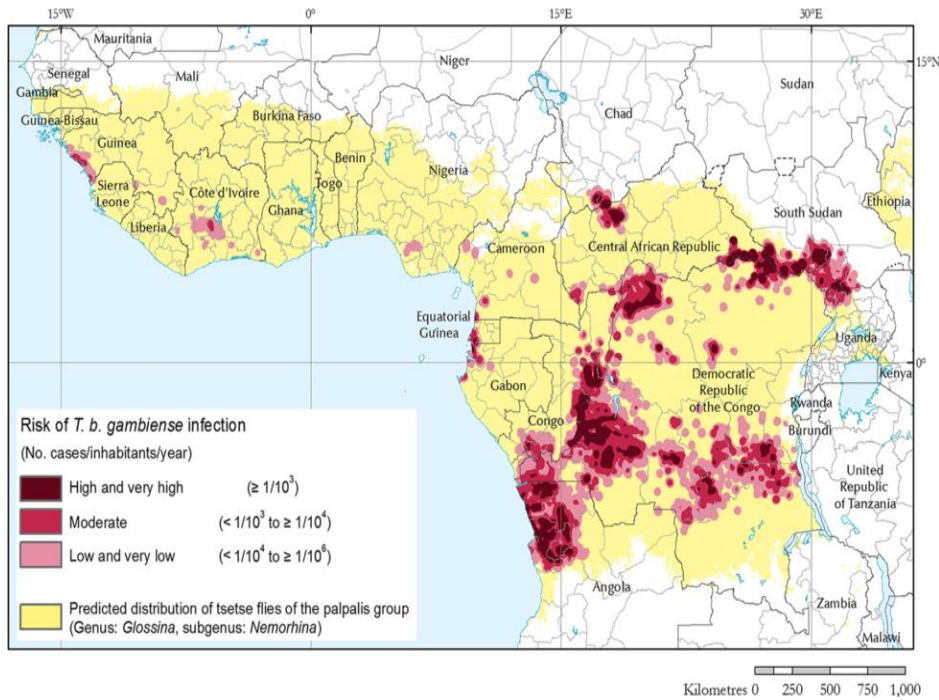 15°W 0° 15°E 30°E
Mauritania
15°N
Niger
Senegal
Mali
Sudan
Gambia
Chad
Burkina Faso
Guinea-Bissau
Guinea
Benin
Nigeria
Sierra
Leone
Côte d'Ivoire
Togo
Ethiopia
Ghana
South Sudan
Liberia
Cameroon
Central African Republic
Equatorial
Guinea
Uganda
0°
Gabon
Democratic
Republic
of the Congo
Kenya
Rwanda
Congo
Burundi
United
Republic
of Tanzania
Angola
Zambia
Malawi
Risk of T. b. gambiense infection
(No. cases/inhabitants/year)
High and very high (≥ 1/10³)
Moderate (< 1/10³ to ≥ 1/10⁴)
Low and very low (< 1/10⁴ to ≥ 1/10⁶)
Predicted distribution of tsetse flies of the palpalis group
(Genus: Glossina, subgenus: Nemorhina)
Kilometres 0 250 500 750 1,000